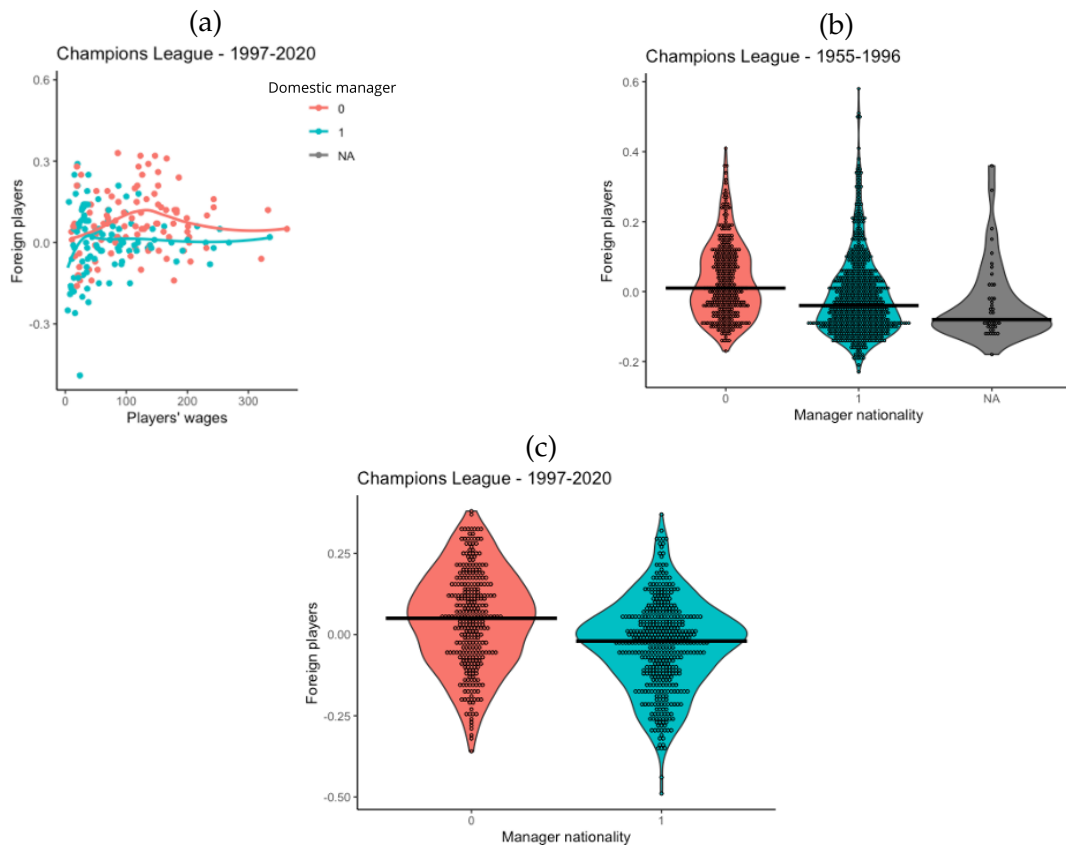 (a)
Champions League - 1997-2020
Domestic manager
0
1
NA
0.6
0.3
0.0
-0.3
Foreign players
0
100
200
300
Players' wages
(b)
Champions League - 1955-1996
0.6
0.4
0.2
0.0
-0.2
Foreign players
0
1
NA
Manager nationality
(c)
Champions League - 1997-2020
0.25
0.00
-0.25
-0.50
Foreign players
0
1
Manager nationality